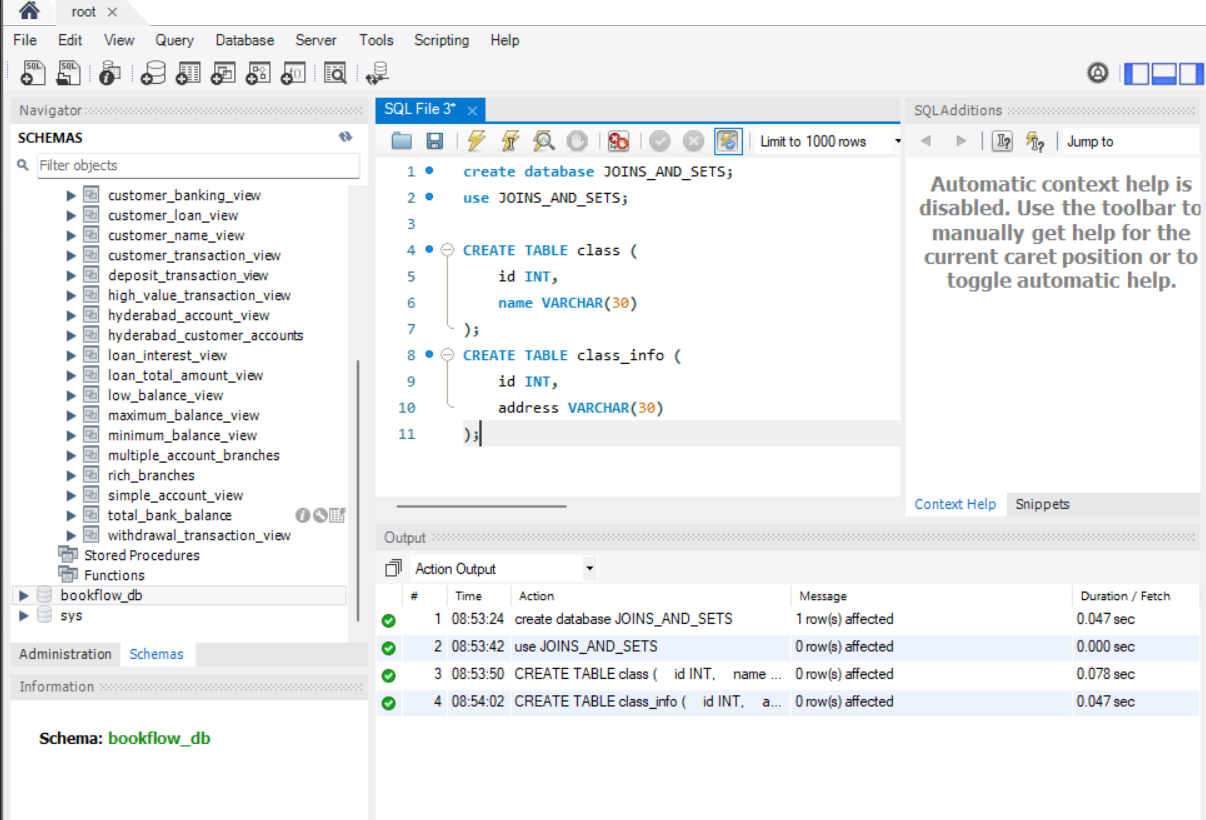 root
File Edit View Query Database Server Tools Scripting Help
Navigator
SCHEMAS
Filter objects
customer_banking_view
customer_loan_view
customer_name_view
customer_transaction_view
deposit_transaction_view
high_value_transaction_view
hyderabad_account_view
hyderabad_customer_accounts
loan_interest_view
loan_total_amount_view
low_balance_view
maximum_balance_view
minimum_balance_view
multiple_account_branches
rich_branches
simple_account_view
total_bank_balance
withdrawal_transaction_view
Stored Procedures
Functions
bookflow_db
sys
Administration Schemas
Information
Schema: bookflow_db
SQL File 3*
Limit to 1000 rows
1 create database JOINS_AND_SETS;
2 use JOINS_AND_SETS;
3
4 CREATE TABLE class (
5 id INT,
6 name VARCHAR(30)
7 );
8 CREATE TABLE class_info (
9 id INT,
10 address VARCHAR(30)
11 );
SQLAdditions
Jump to
Automatic context help is
disabled. Use the toolbar to
manually get help for the
current caret position or to
toggle automatic help.
Context Help Snippets
Output
Action Output
# Time Action Message Duration / Fetch
1 08:53:24 create database JOINS_AND_SETS 1 row(s) affected 0.047 sec
2 08:53:42 use JOINS_AND_SETS 0 row(s) affected 0.000 sec
3 08:53:50 CREATE TABLE class ( id INT, name ... 0 row(s) affected 0.078 sec
4 08:54:02 CREATE TABLE class_info ( id INT, a... 0 row(s) affected 0.047 sec